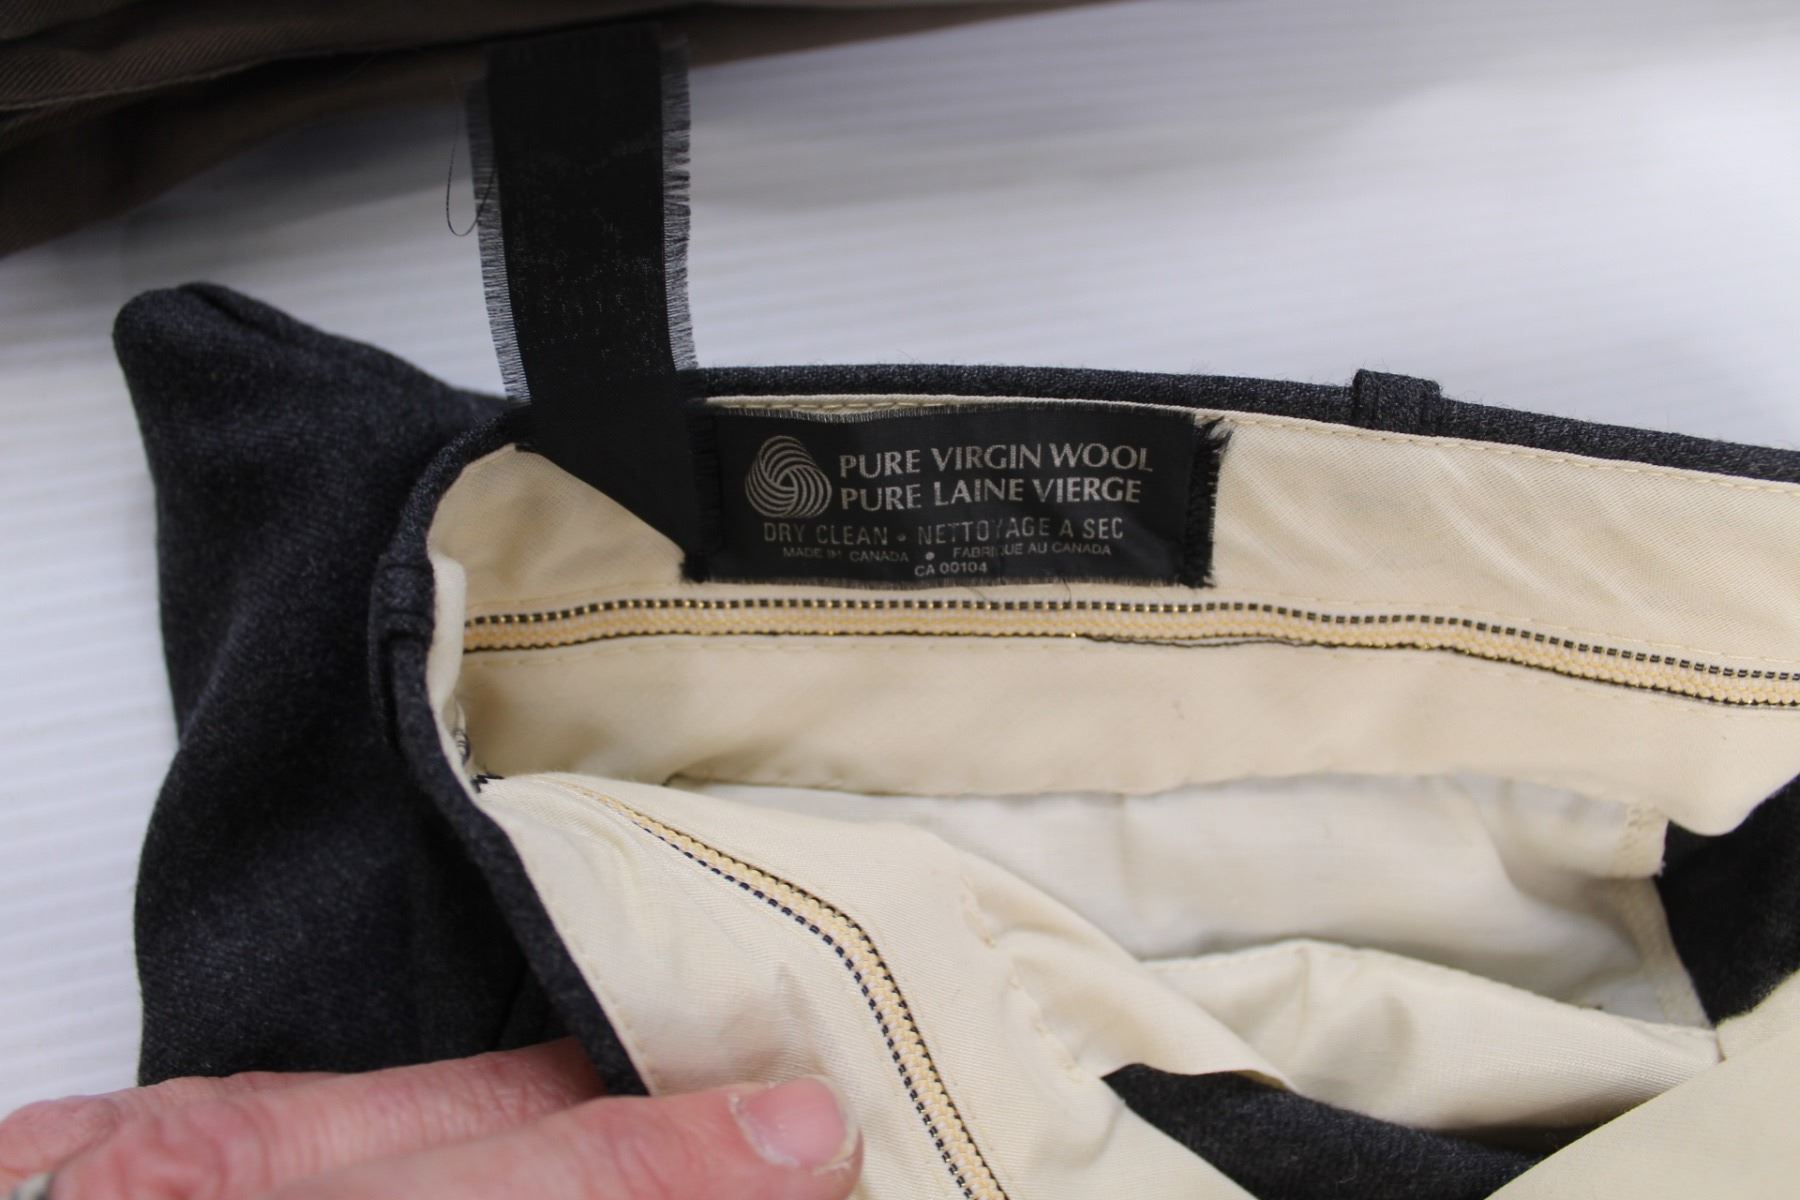 PURE VIRGIN WOOL
PURE LAINE VIERGE
DRY CLEAN • NETTOYAGE A SEC
MADE IN CANADA • FABRIQUE AU CANADA
CA 00104